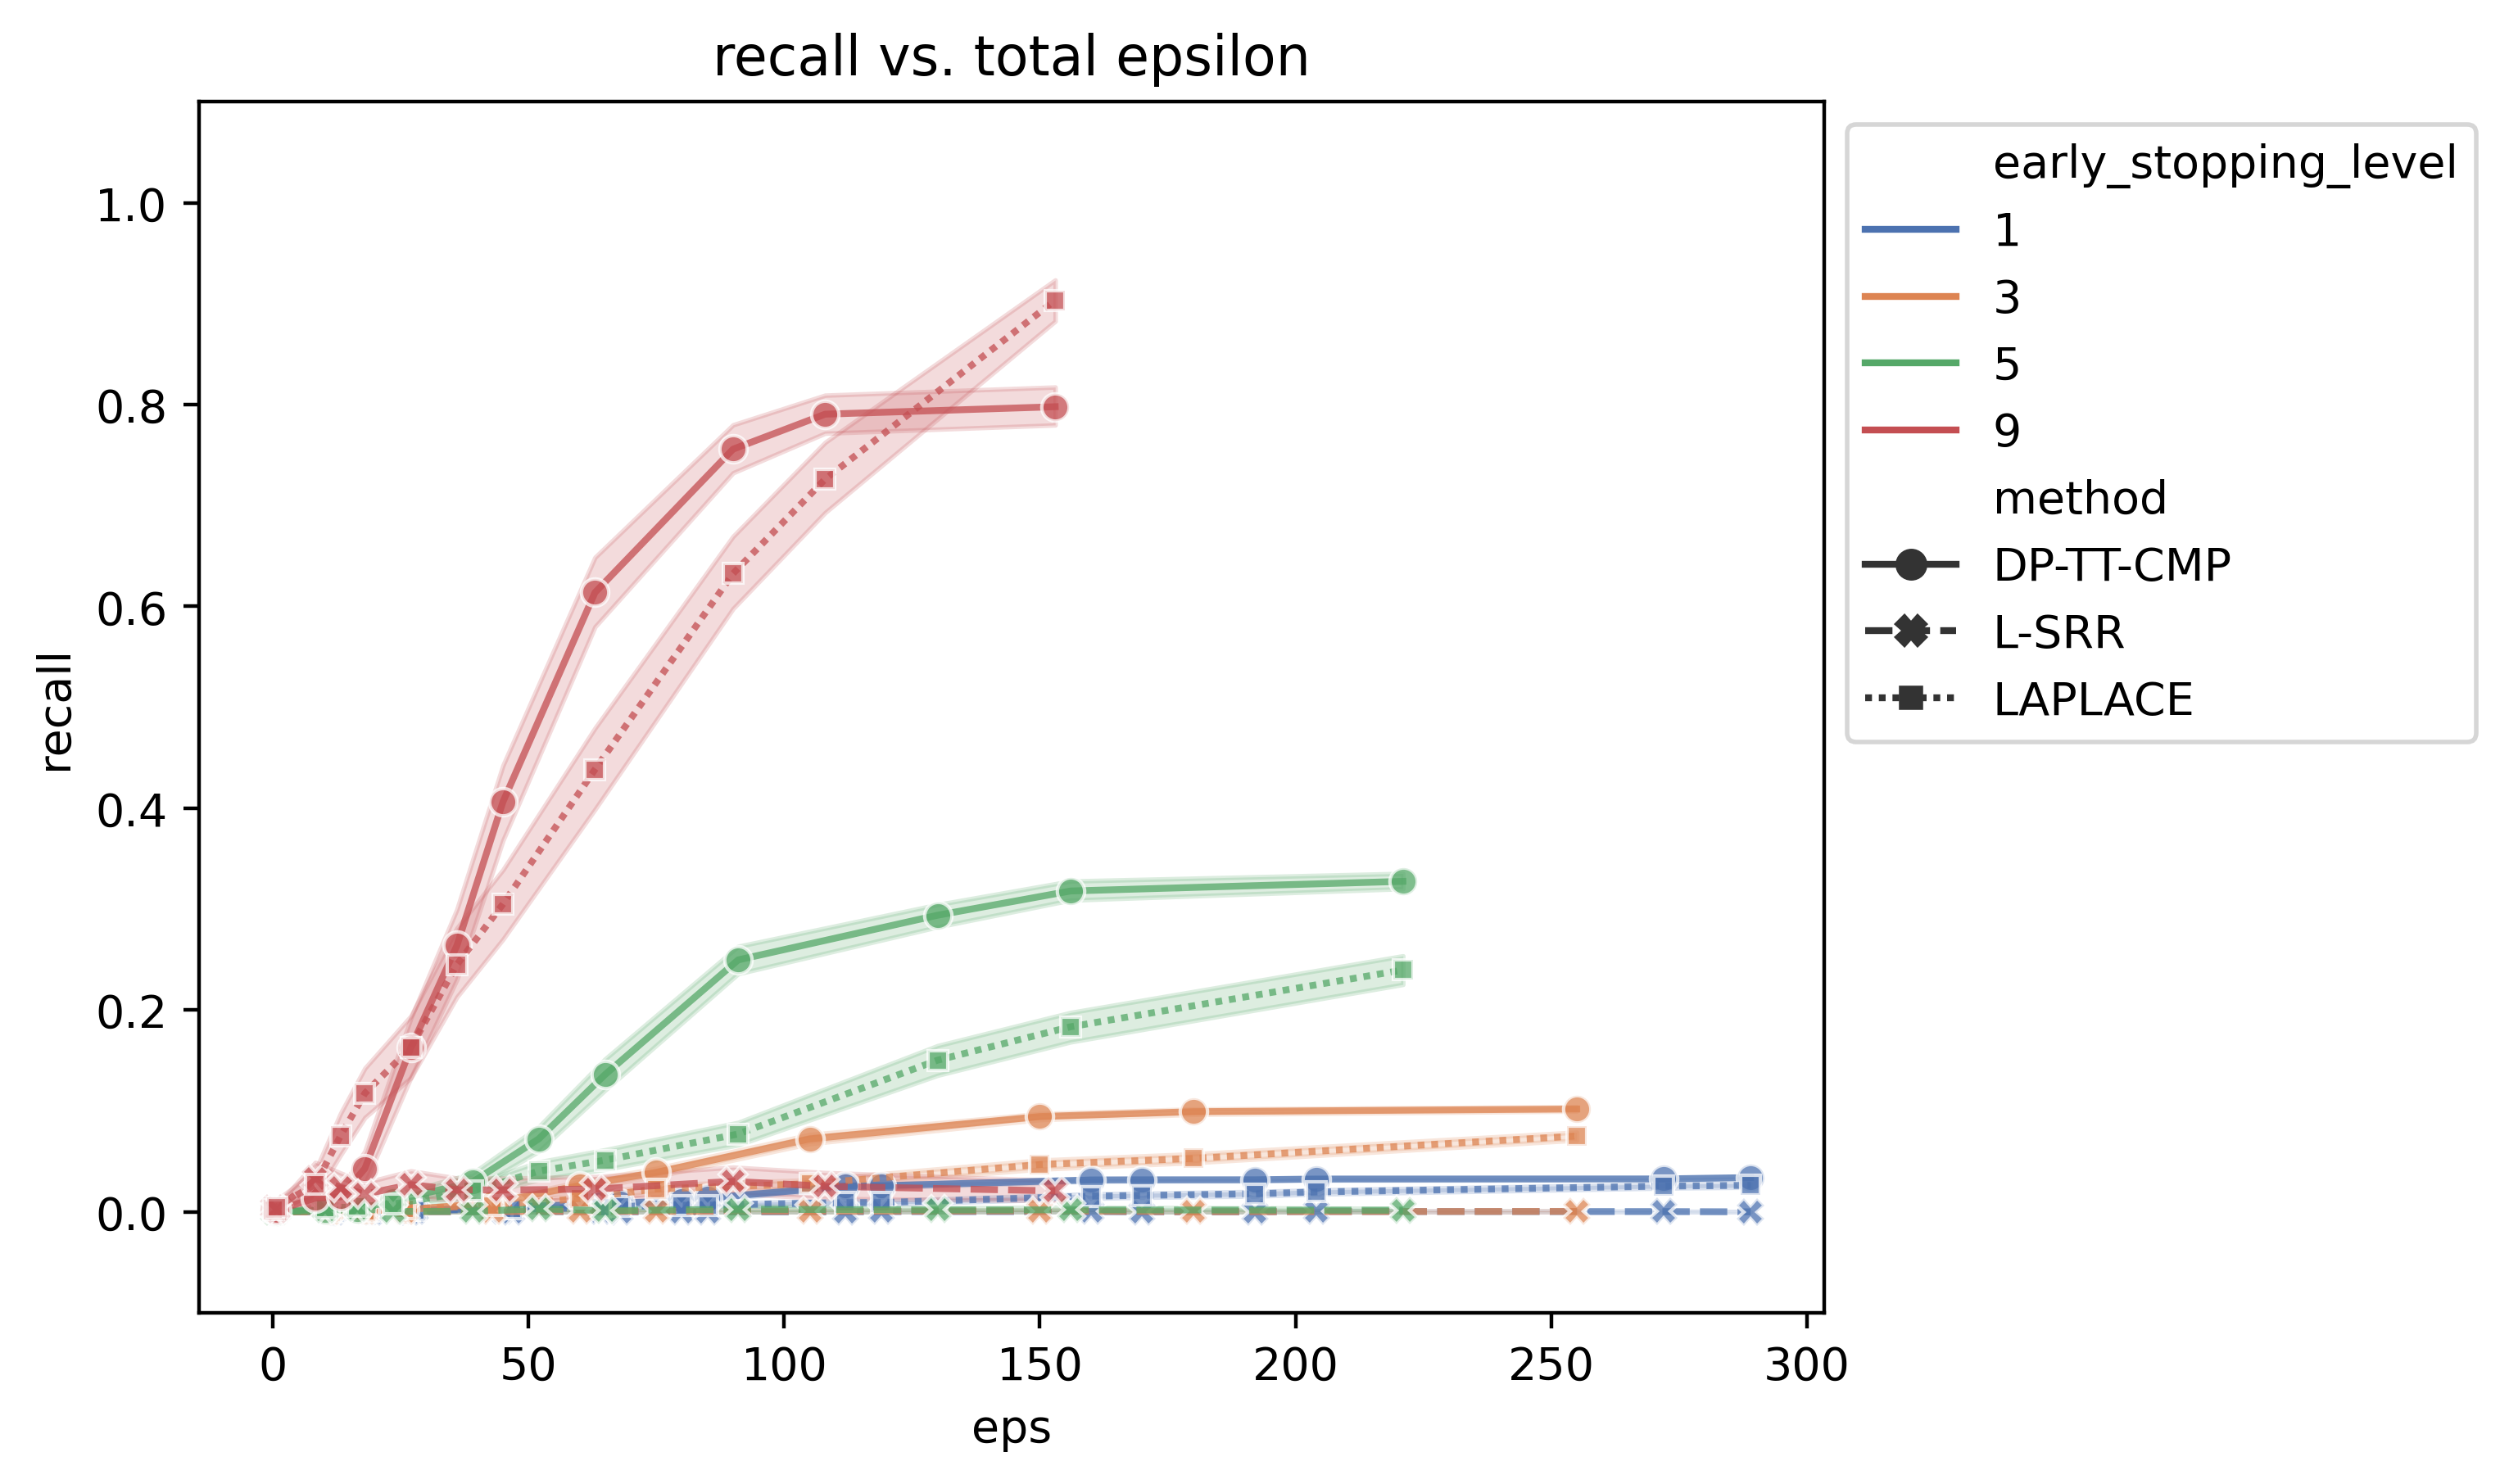 recall vs. total epsilon
1.0
0.8
0.6
0.4
0.2
0.0
recall
0 50 100 150 200 250 300
eps
early_stopping_level
1
3
5
9
method
DP-TT-CMP
L-SRR
LAPLACE